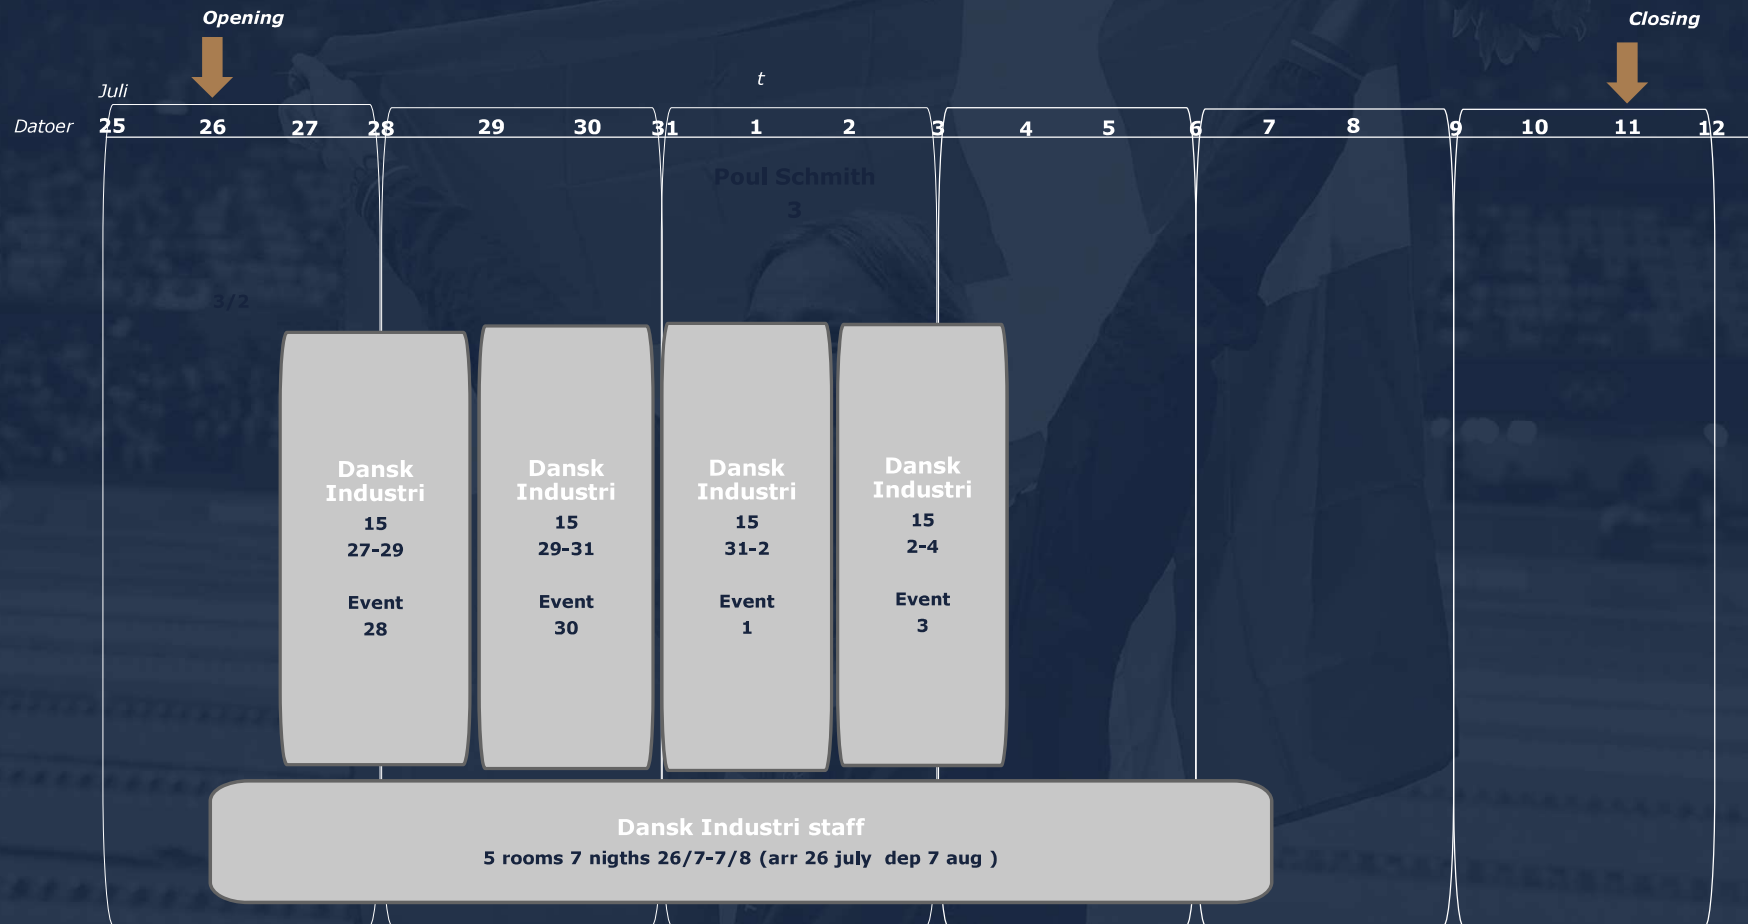 Opening
Closing
Juli
t
Datoer 25 26 27 28 29 30 31 1 2 3 4 5 6 7 8 9 10 11 12
Poul Schmith
3
3/2
Dansk
Industri
15
27-29
Event
28
Dansk
Industri
15
29-31
Event
30
Dansk
Industri
15
31-2
Event
1
Dansk
Industri
15
2-4
Event
3
Dansk Industri staff
5 rooms 7 nigths 26/7-7/8 (arr 26 july dep 7 aug )